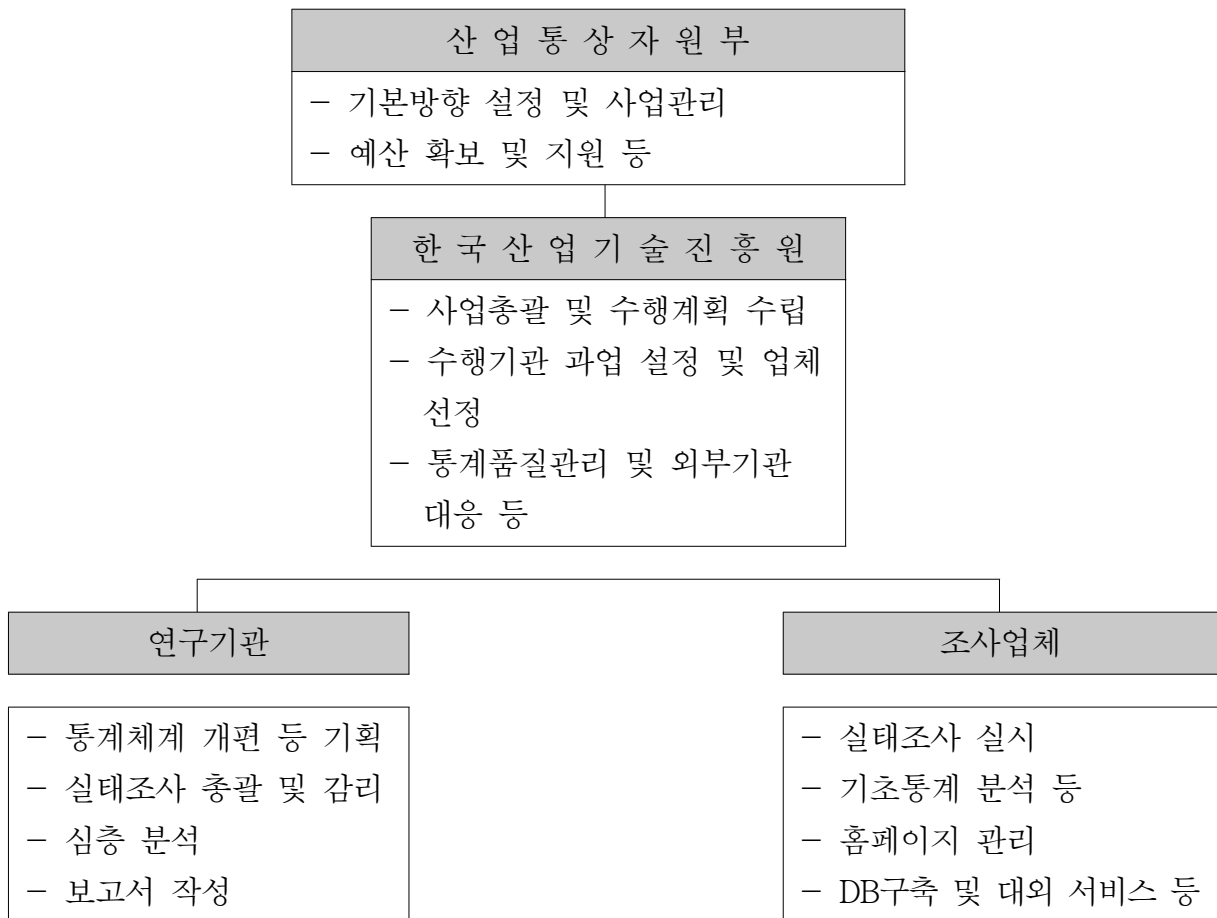 산 업 통 상 자 원 부
- 기본방향 설정 및 사업관리
- 예산 확보 및 지원 등
한 국 산 업 기 술 진 흥 원
- 사업총괄 및 수행계획 수립
- 수행기관 과업 설정 및 업체
선정
- 통계품질관리 및 외부기관
대응 등
연구기관
- 통계체계 개편 등 기획
- 실태조사 총괄 및 감리
- 심층 분석
- 보고서 작성
조사업체
- 실태조사 실시
- 기초통계 분석 등
- 홈페이지 관리
- DB구축 및 대외 서비스 등